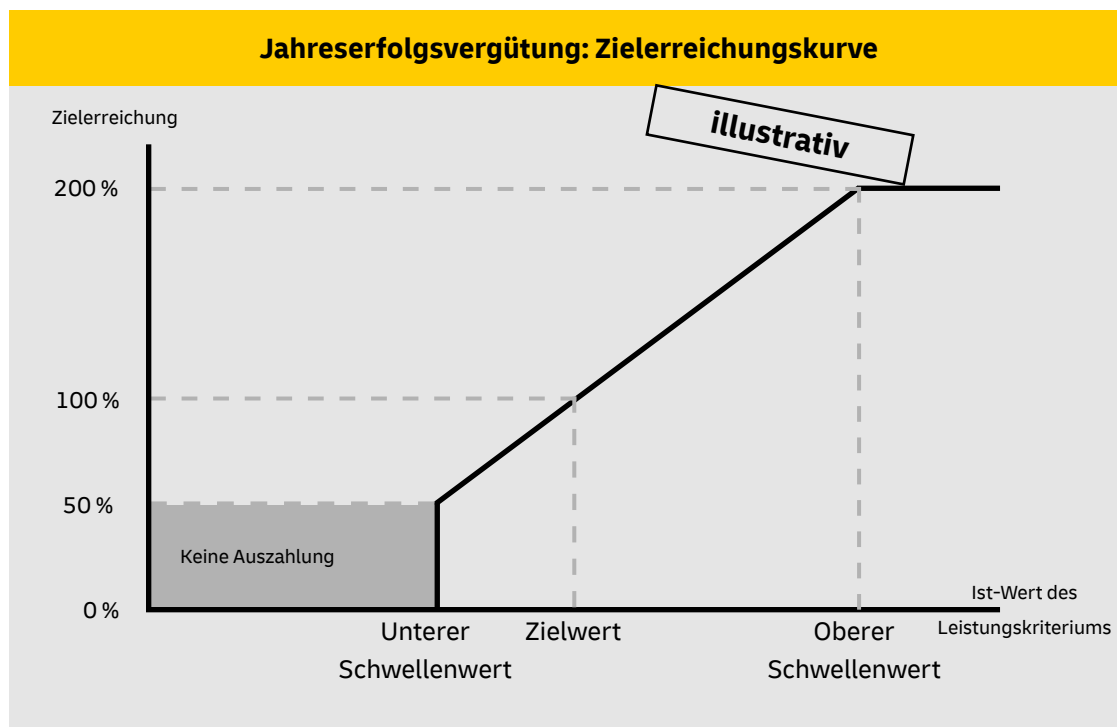 Jahreserfolgsvergütung: Zielerreichungskurve
Zielerreichung
illustrativ
200 %
100 %
50 %
Keine Auszahlung
0 %
Ist-Wert des
Leistungskriteriums
Unterer
Schwellenwert
Zielwert
Oberer
Schwellenwert